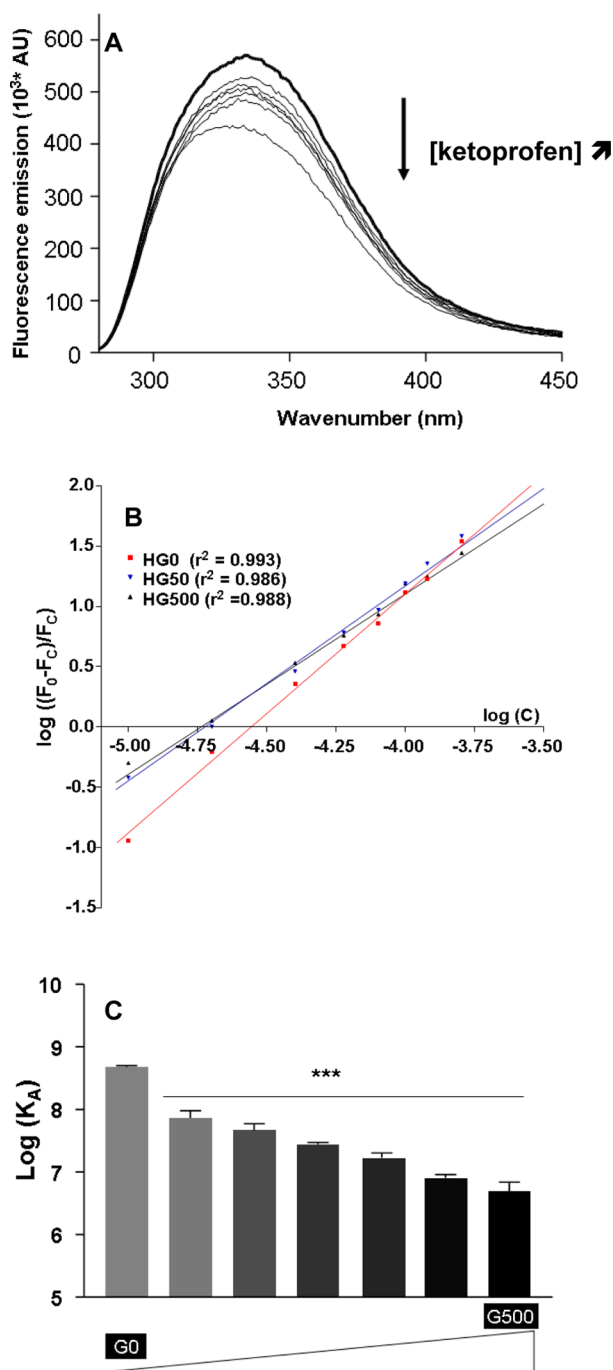 A
600
500
400
300
200
100
0
Fluorescence emission (10³* AU)
[ketoprofen] ↗
300 350 400 450
Wavenumber (nm)
B
2.0
1.5
1.0
0.5
0.0
-0.5
-1.0
-1.5
log ((F₀-F_C)/F_C)
HG0 (r² = 0.993)
HG50 (r² = 0.986)
HG500 (r² =0.988)
log (C)
-5.00 -4.75 -4.50 -4.25 -4.00 -3.75 -3.50
C
10
9
8
7
6
5
Log (K_A)
***
G0
G500